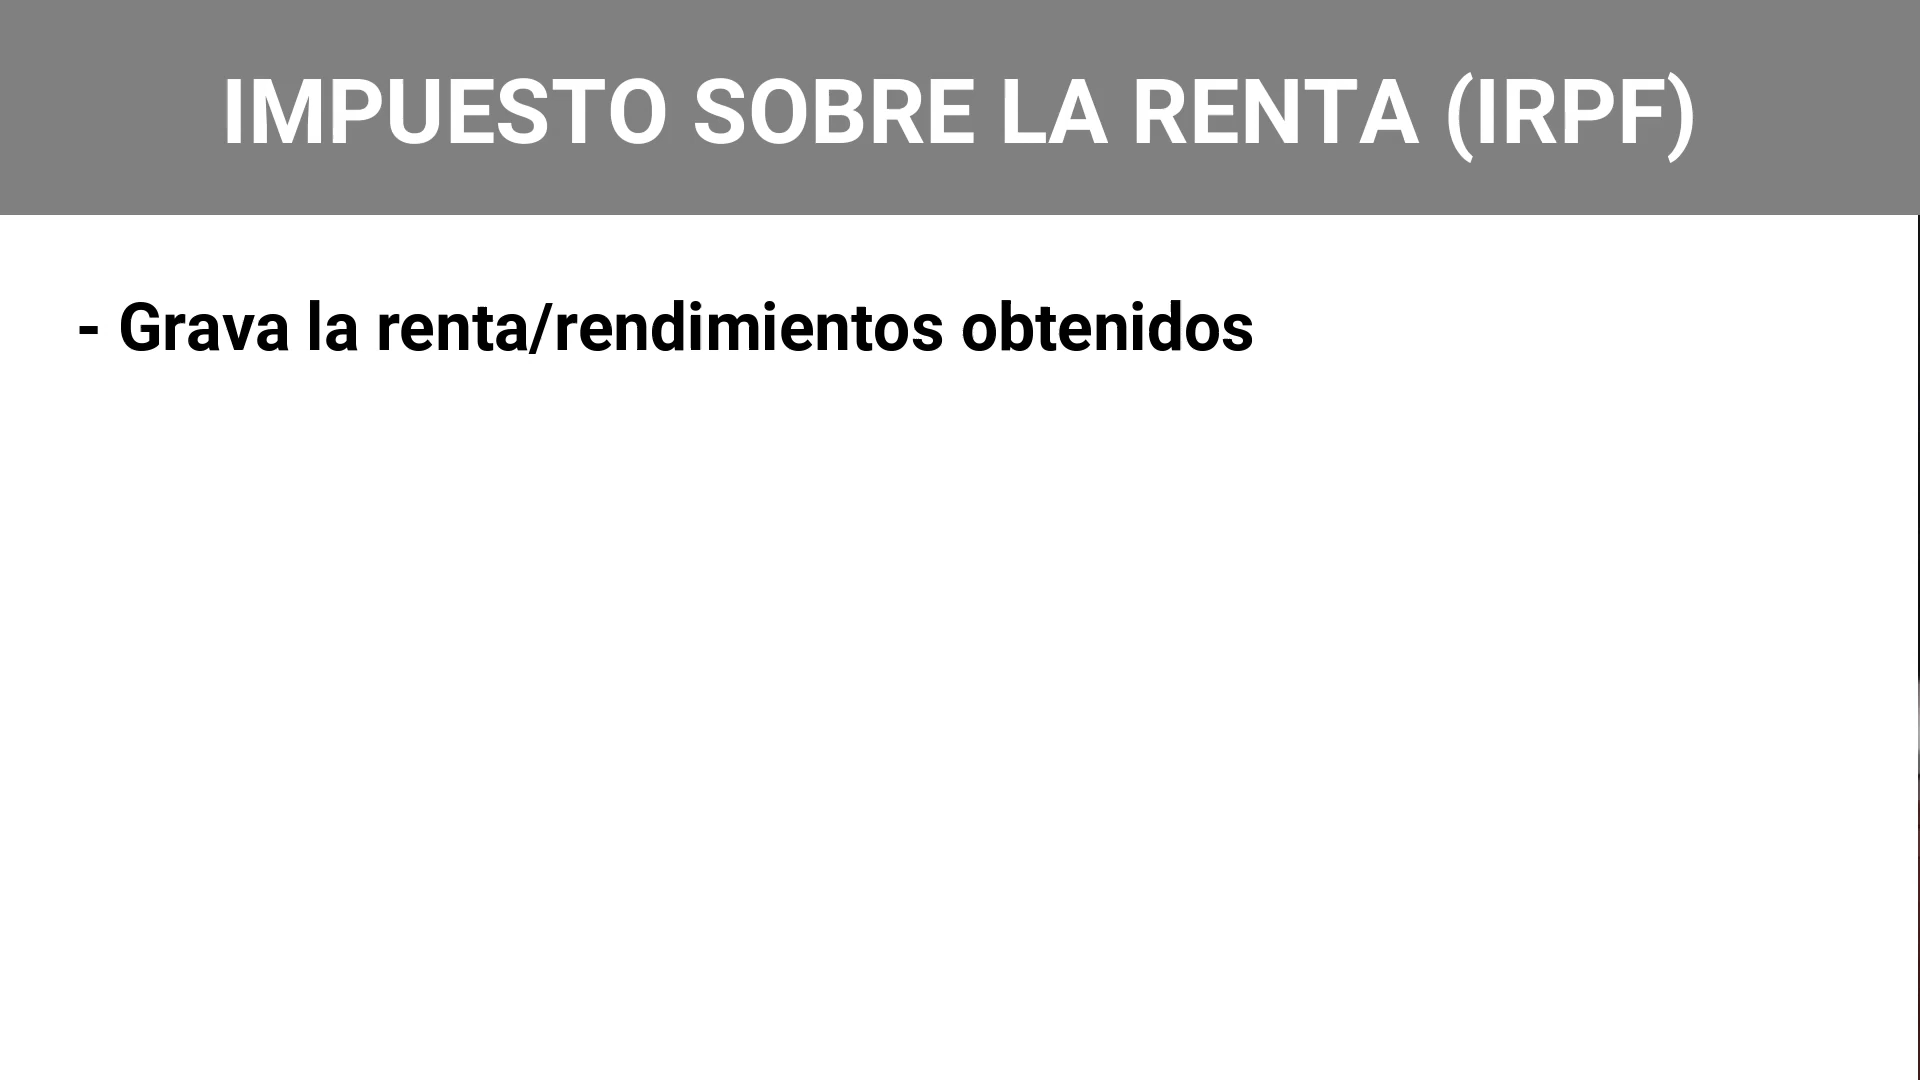 IMPUESTO SOBRE LA RENTA (IRPF)
- Grava la renta/rendimientos obtenidos